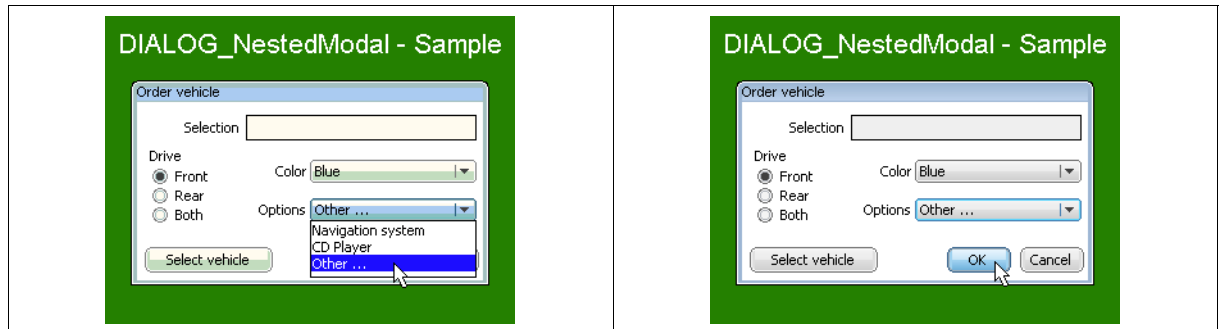 DIALOG_NestedModal - Sample
Order vehicle
Selection
Drive
Front
Color Blue
Rear
Options Other ...
Both
Navigation system
CD Player
Select vehicle
Other ...
DIALOG_NestedModal - Sample
Order vehicle
Selection
Drive
Front
Color Blue
Rear
Options Other ...
Both
Select vehicle
OK
Cancel